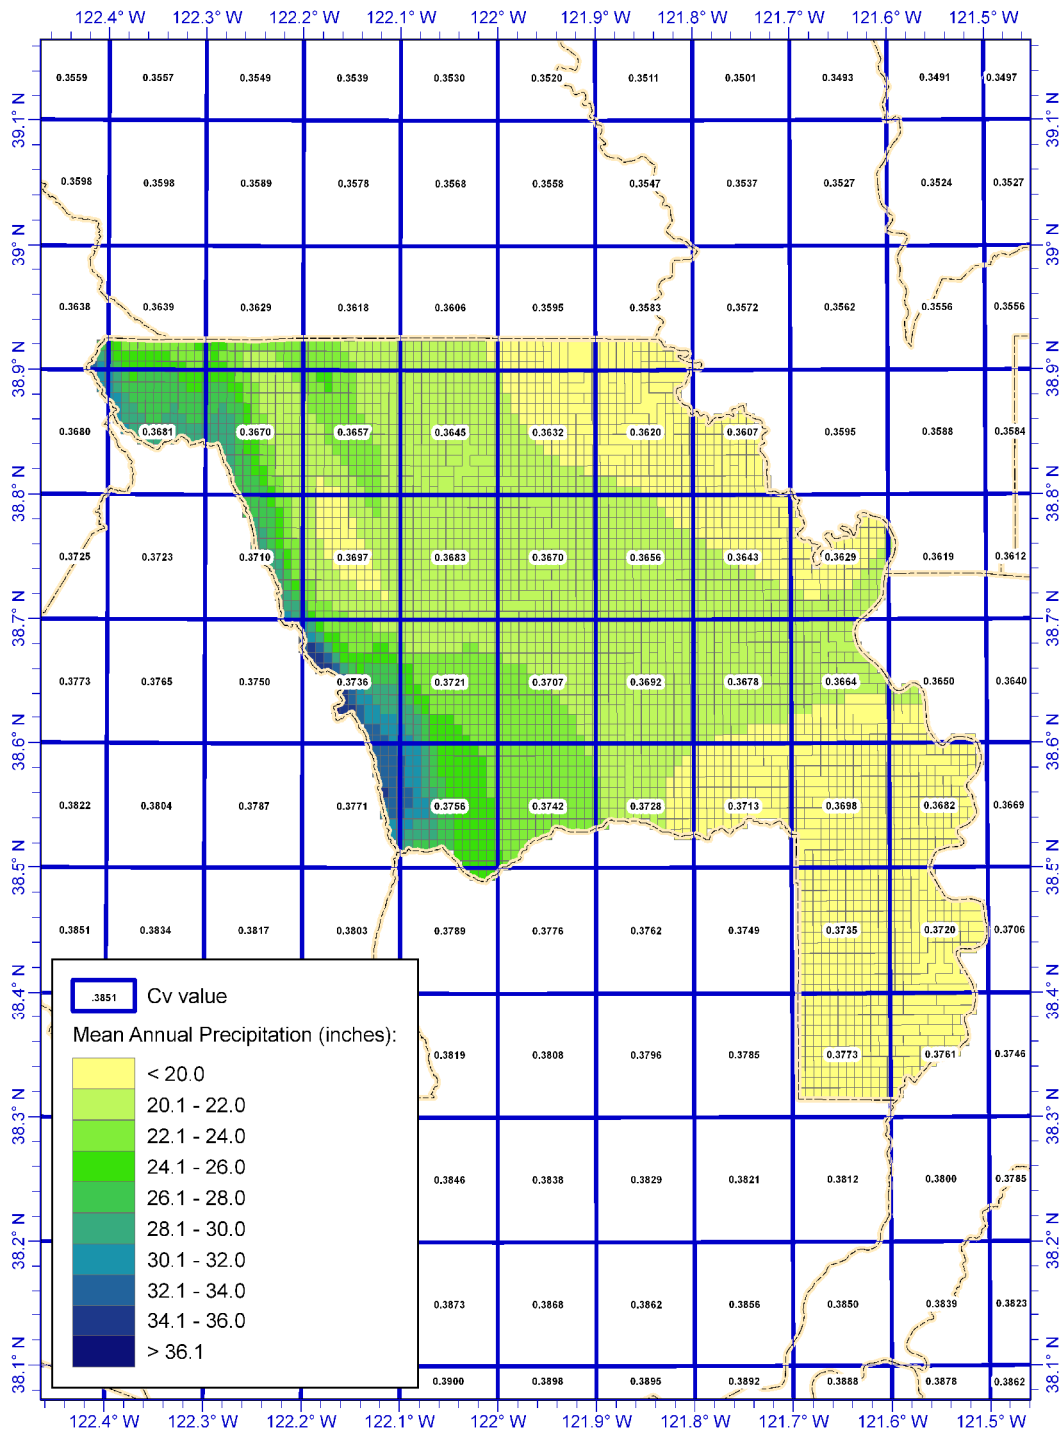 122.4° W 122.3° W 122.2° W 122.1° W 122° W 121.9° W 121.8° W 121.7° W 121.6° W 121.5° W
0.3559 0.3557 0.3549 0.3539 0.3530 0.3520 0.3511 0.3501 0.3493 0.3491 0.3497
39.1° N 39.1° N
0.3598 0.3598 0.3589 0.3578 0.3568 0.3558 0.3547 0.3537 0.3527 0.3524 0.3527
39° N 39° N
0.3638 0.3639 0.3629 0.3618 0.3606 0.3595 0.3583 0.3572 0.3562 0.3556 0.3556
38.9° N 38.9° N
0.3680 0.3681 0.3670 0.3657 0.3645 0.3632 0.3620 0.3607 0.3595 0.3588 0.3584
38.8° N 38.8° N
0.3725 0.3723 0.3710 0.3697 0.3683 0.3670 0.3656 0.3643 0.3629 0.3619 0.3612
38.7° N 38.7° N
0.3773 0.3765 0.3750 0.3736 0.3721 0.3707 0.3692 0.3678 0.3664 0.3650 0.3640
38.6° N 38.6° N
0.3822 0.3804 0.3787 0.3771 0.3756 0.3742 0.3728 0.3713 0.3698 0.3682 0.3669
38.5° N 38.5° N
0.3851 0.3834 0.3817 0.3803 0.3789 0.3776 0.3762 0.3749 0.3735 0.3720 0.3706
38.4° N 38.4° N
.3851 Cv value
Mean Annual Precipitation (inches):
0.3819 0.3808 0.3796 0.3785 0.3773 0.3761 0.3746
< 20.0
20.1 - 22.0
38.3° N 38.3° N
22.1 - 24.0
24.1 - 26.0
0.3846 0.3838 0.3829 0.3821 0.3812 0.3800 0.3785
26.1 - 28.0
28.1 - 30.0
38.2° N 38.2° N
30.1 - 32.0
32.1 - 34.0
0.3873 0.3868 0.3862 0.3856 0.3850 0.3839 0.3823
34.1 - 36.0
> 36.1
38.1° N 38.1° N
0.3900 0.3898 0.3895 0.3892 0.3888 0.3878 0.3862
122.4° W 122.3° W 122.2° W 122.1° W 122° W 121.9° W 121.8° W 121.7° W 121.6° W 121.5° W